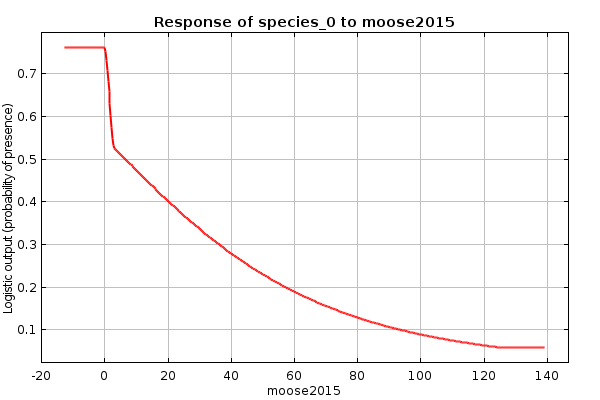 Response of species_0 to moose2015
Logistic output (probability of presence)
0.7
0.6
0.5
0.4
0.3
0.2
0.1
-20 0 20 40 60 80 100 120 140
moose2015